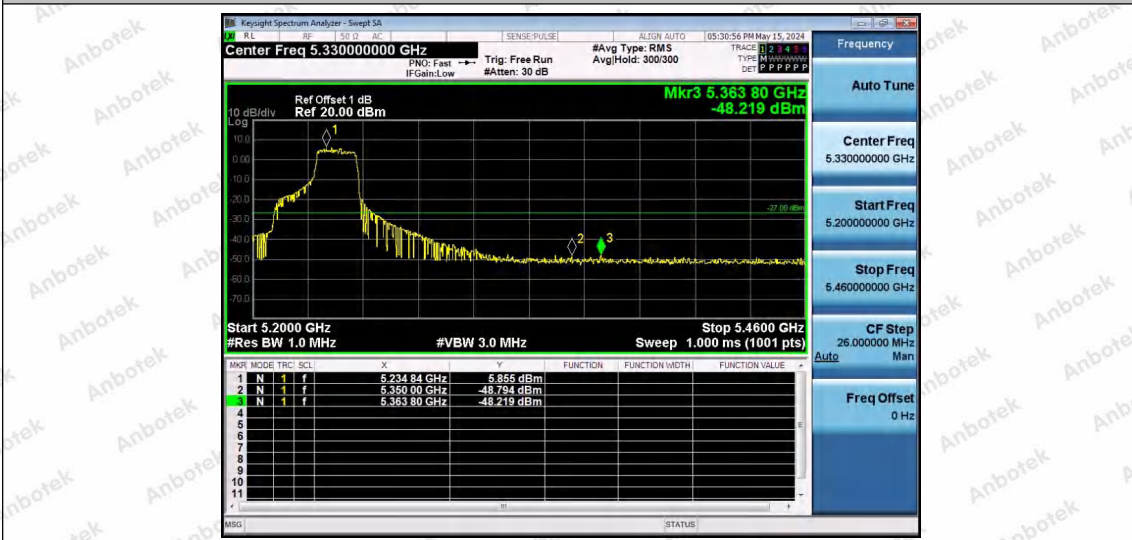 Keysight Spectrum Analyzer - Swept SA
RL RF 50 Ω AC SENSE:PULSE ALIGN AUTO 05:30:56 PM May 15, 2024
Center Freq 5.330000000 GHz
PNO: Fast
IFGain:Low
Trig: Free Run
#Atten: 30 dB
#Avg Type: RMS
Avg|Hold: 300/300
TRACE 1 2 3 4 5 6
TYPE M WWWWW
DET P P P P P P
Frequency
Mkr3 5.363 80 GHz
-48.219 dBm
Ref Offset 1 dB
10 dB/div Ref 20.00 dBm
Log
10.0
0.00
-10.0
-20.0
-30.0
-40.0
-50.0
-60.0
-70.0
1
2
3
-27.00 dBm
Start 5.2000 GHz Stop 5.4600 GHz
#Res BW 1.0 MHz #VBW 3.0 MHz Sweep 1.000 ms (1001 pts)
MKR MODE TRC SCL X Y FUNCTION FUNCTION WIDTH FUNCTION VALUE
1 N 1 f 5.234 84 GHz 5.855 dBm
2 N 1 f 5.350 00 GHz -48.794 dBm
3 N 1 f 5.363 80 GHz -48.219 dBm
4
5
6
7
8
9
10
11
MSG STATUS
Auto Tune
Center Freq
5.330000000 GHz
Start Freq
5.200000000 GHz
Stop Freq
5.460000000 GHz
CF Step
26.000000 MHz
Auto Man
Freq Offset
0 Hz
Anbotek